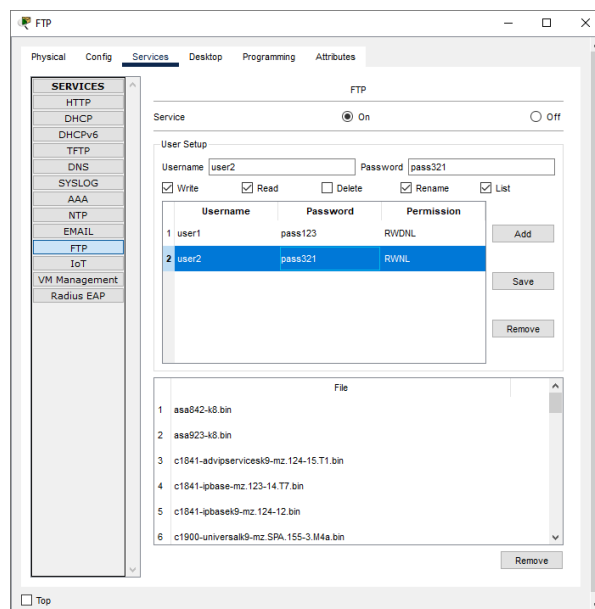 FTP
Physical Config Services Desktop Programming Attributes
SERVICES
HTTP
DHCP
DHCPv6
TFTP
DNS
SYSLOG
AAA
NTP
EMAIL
FTP
IoT
VM Management
Radius EAP
FTP
Service On Off
User Setup
Username user2 Password pass321
Write Read Delete Rename List
Username Password Permission
1 user1 pass123 RWDNL
2 user2 pass321 RWNL
Add
Save
Remove
File
1 asa842-k8.bin
2 asa923-k8.bin
3 c1841-advipservicesk9-mz.124-15.T1.bin
4 c1841-ipbase-mz.123-14.T7.bin
5 c1841-ipbasek9-mz.124-12.bin
6 c1900-universalk9-mz.SPA.155-3.M4a.bin
Remove
Top